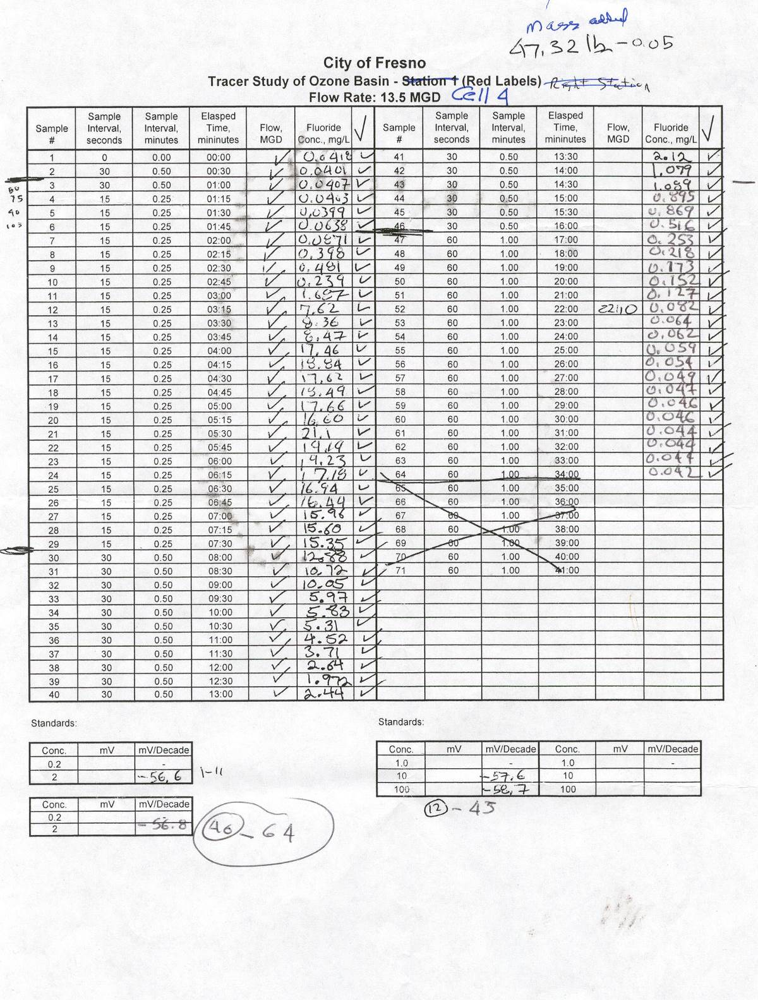 Mass added
47.32 lb - 0.05
City of Fresno
Tracer Study of Ozone Basin - Station 1 (Red Labels) Right Station
Flow Rate: 13.5 MGD Cell 4
Sample # Sample Interval, seconds Sample Interval, minutes Elasped Time, mininutes Flow, MGD Fluoride Conc., mg/L ✓ Sample # Sample Interval, seconds Sample Interval, minutes Elasped Time, mininutes Flow, MGD Fluoride Conc., mg/L ✓
1 0 0.00 00:00 ✓ 0.0418 ✓ 41 30 0.50 13:30 2.12 ✓
2 30 0.50 00:30 ✓ 0.0401 ✓ 42 30 0.50 14:00 1.079 ✓
3 30 0.50 01:00 ✓ 0.0407 ✓ 43 30 0.50 14:30 1.089 ✓
75 4 15 0.25 01:15 ✓ 0.0403 ✓ 44 30 0.50 15:00 0.895 ✓
90 5 15 0.25 01:30 ✓ 0.0399 ✓ 45 30 0.50 15:30 0.869 ✓
105 6 15 0.25 01:45 ✓ 0.0638 ✓ 46 30 0.50 16:00 0.516 ✓
7 15 0.25 02:00 ✓ 0.0871 ✓ 47 60 1.00 17:00 0.253 ✓
8 15 0.25 02:15 ✓ 0.398 ✓ 48 60 1.00 18:00 0.218 ✓
9 15 0.25 02:30 ✓ 0.481 ✓ 49 60 1.00 19:00 0.173 ✓
10 15 0.25 02:45 ✓ 0.239 ✓ 50 60 1.00 20:00 0.152 ✓
11 15 0.25 03:00 ✓ 1.687 ✓ 51 60 1.00 21:00 0.127 ✓
12 15 0.25 03:15 ✓ 7.62 ✓ 52 60 1.00 22:00 22:10 0.082 ✓
13 15 0.25 03:30 ✓ 8.36 ✓ 53 60 1.00 23:00 0.064 ✓
14 15 0.25 03:45 ✓ 8.47 ✓ 54 60 1.00 24:00 0.062 ✓
15 15 0.25 04:00 ✓ 17.46 ✓ 55 60 1.00 25:00 0.059 ✓
16 15 0.25 04:15 ✓ 18.84 ✓ 56 60 1.00 26:00 0.054 ✓
17 15 0.25 04:30 ✓ 17.62 ✓ 57 60 1.00 27:00 0.049 ✓
18 15 0.25 04:45 ✓ 18.49 ✓ 58 60 1.00 28:00 0.047 ✓
19 15 0.25 05:00 ✓ 17.66 ✓ 59 60 1.00 29:00 0.046 ✓
20 15 0.25 05:15 ✓ 16.60 ✓ 60 60 1.00 30:00 0.046 ✓
21 15 0.25 05:30 ✓ 21.1 ✓ 61 60 1.00 31:00 0.044 ✓
22 15 0.25 05:45 ✓ 19.19 ✓ 62 60 1.00 32:00 0.044 ✓
23 15 0.25 06:00 ✓ 19.23 ✓ 63 60 1.00 33:00 0.044 ✓
24 15 0.25 06:15 ✓ 17.18 ✓ 64 60 1.00 34:00 0.042 ✓
25 15 0.25 06:30 ✓ 16.94 ✓ 65 60 1.00 35:00
26 15 0.25 06:45 ✓ 16.44 ✓ 66 60 1.00 36:00
27 15 0.25 07:00 ✓ 15.96 ✓ 67 60 1.00 37:00
28 15 0.25 07:15 ✓ 15.60 ✓ 68 60 1.00 38:00
29 15 0.25 07:30 ✓ 15.35 ✓ 69 60 1.00 39:00
30 30 0.50 08:00 ✓ 12.88 ✓ 70 60 1.00 40:00
31 30 0.50 08:30 ✓ 10.72 ✓ 71 60 1.00 41:00
32 30 0.50 09:00 ✓ 10.05 ✓
33 30 0.50 09:30 ✓ 5.97 ✓
34 30 0.50 10:00 ✓ 5.83 ✓
35 30 0.50 10:30 ✓ 5.31 ✓
36 30 0.50 11:00 ✓ 4.52 ✓
37 30 0.50 11:30 ✓ 3.71 ✓
38 30 0.50 12:00 ✓ 2.64 ✓
39 30 0.50 12:30 ✓ 1.972 ✓
40 30 0.50 13:00 ✓ 2.44 ✓
Standards: Standards:
Conc. mV mV/Decade Conc. mV mV/Decade Conc. mV mV/Decade
0.2 - 1.0 - 1.0 -
2 -56.6 1-11 10 -57.6 10
100 -58.7 100
Conc. mV mV/Decade 12 - 45
0.2 -
2 -56.8 46 - 64